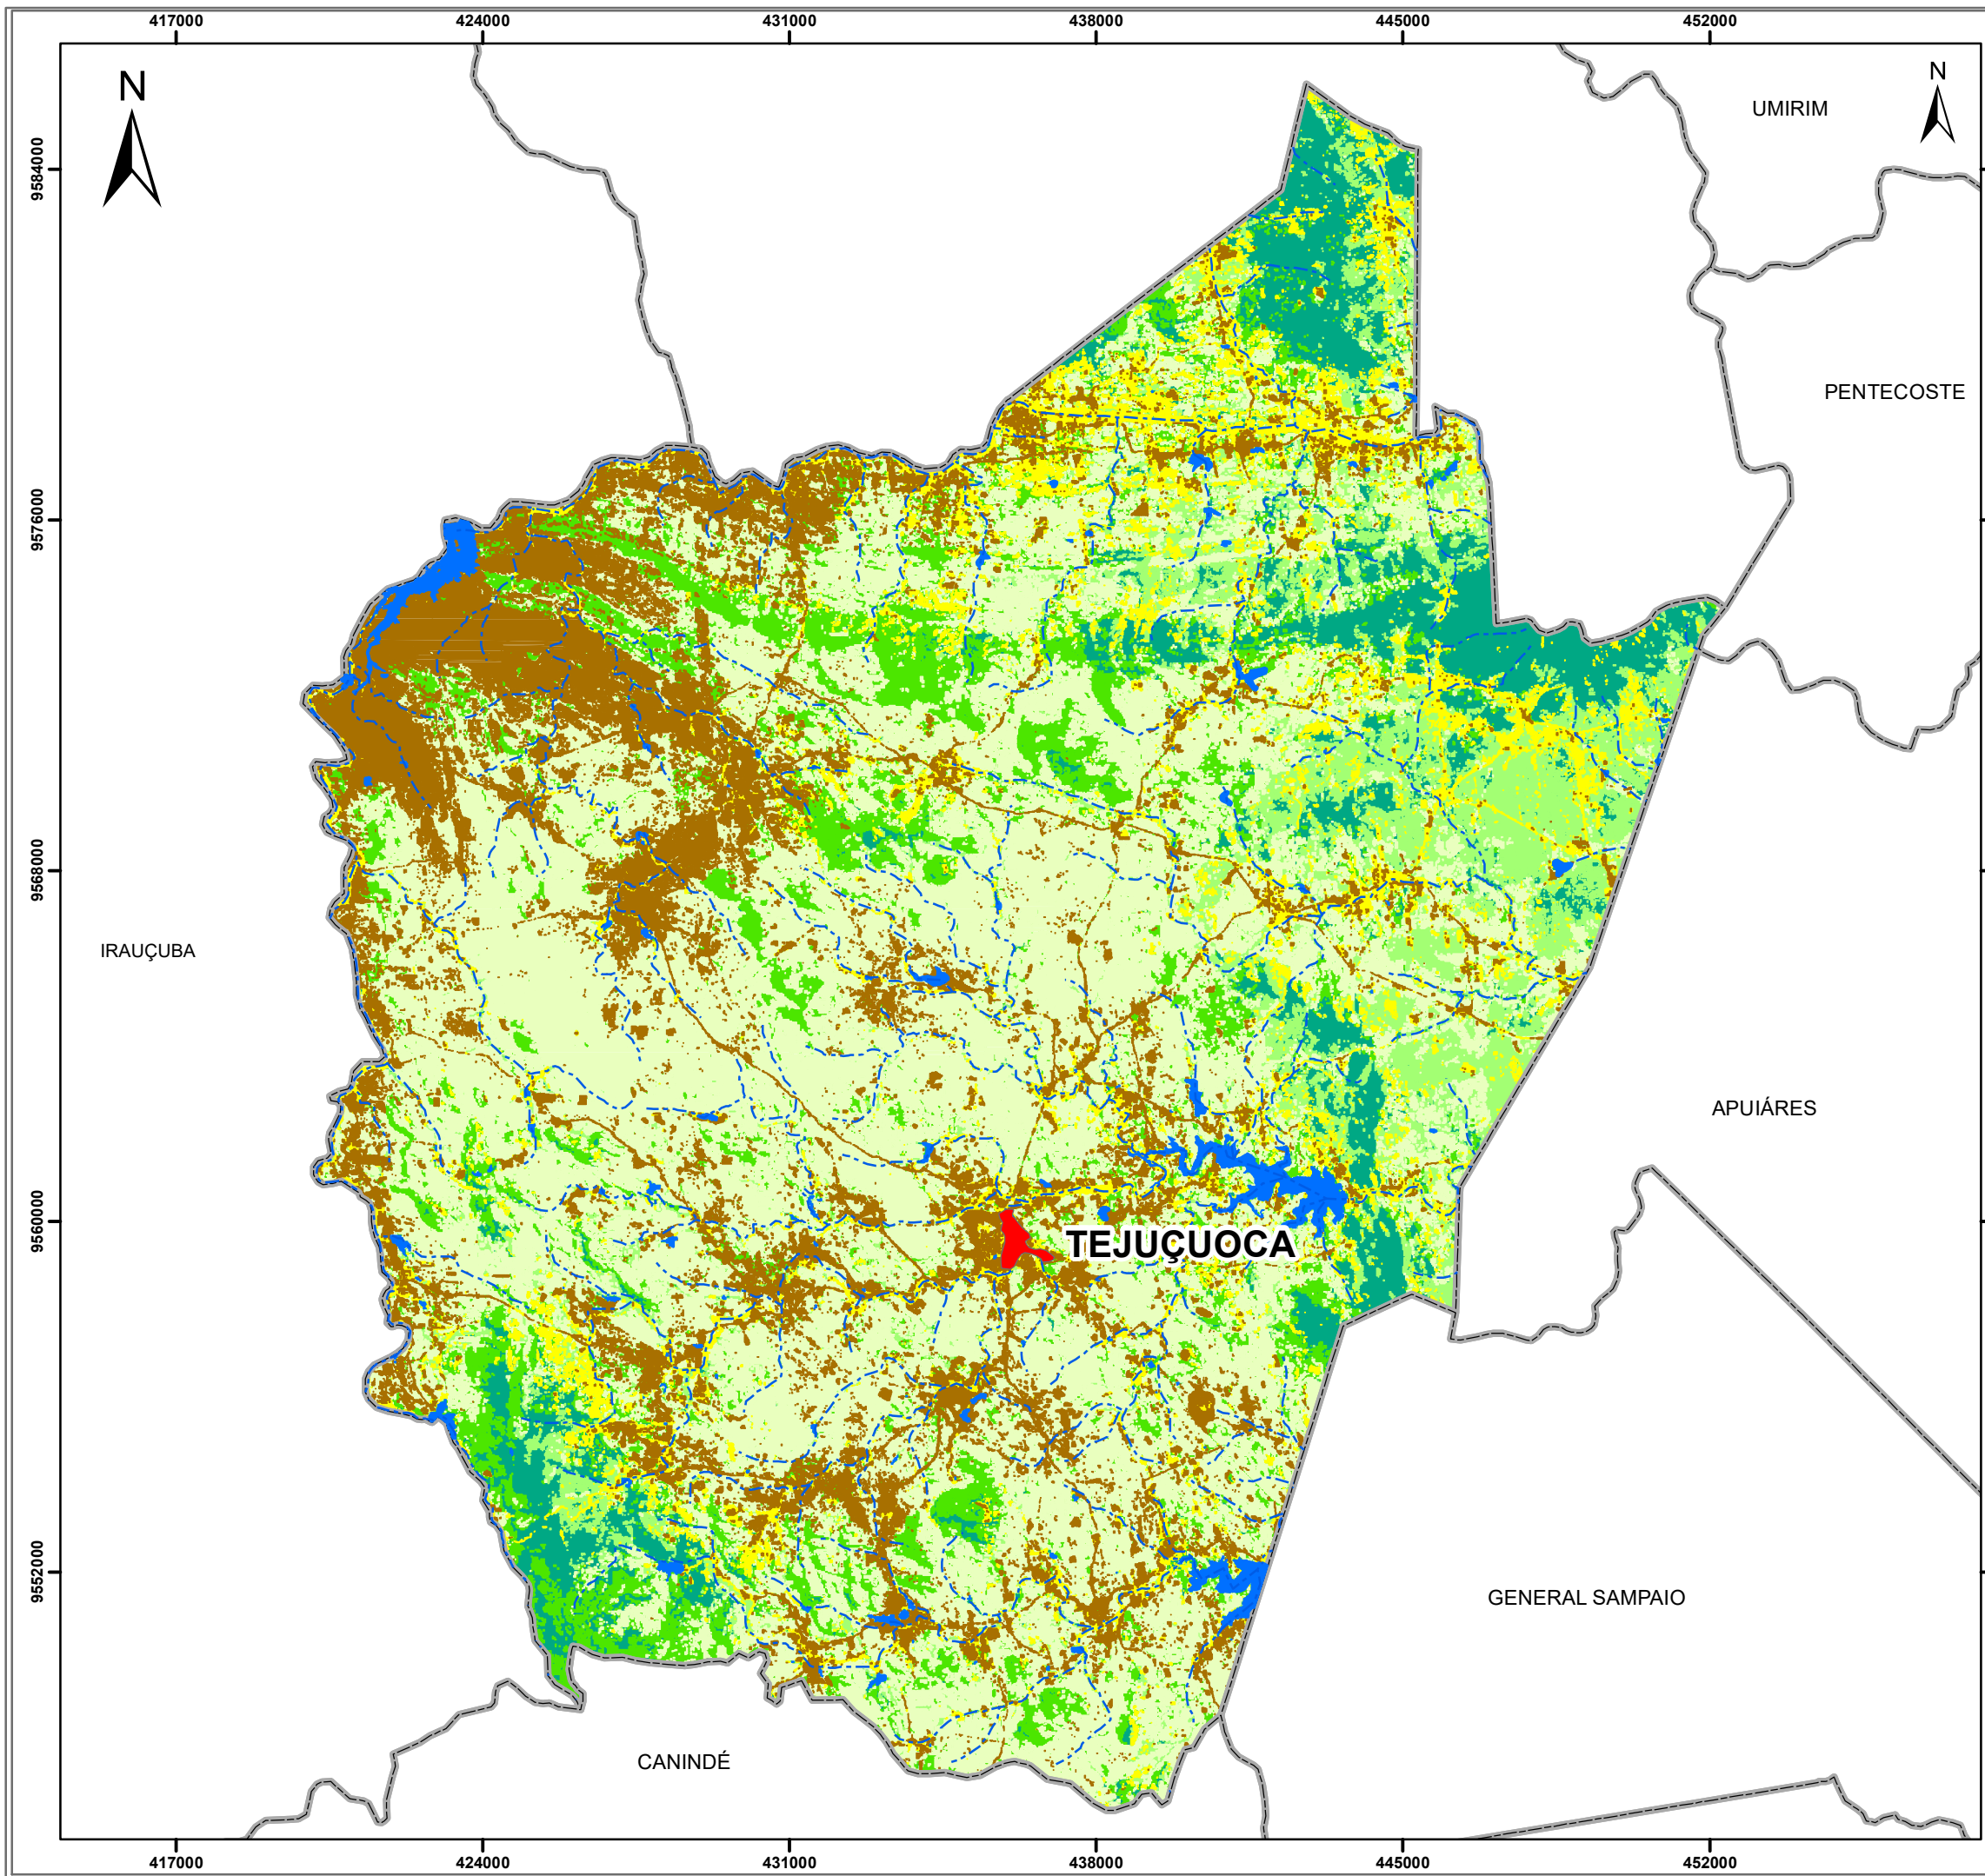 417000 424000 431000 438000 445000 452000
N
N
UMIRIM
9584000
PENTECOSTE
9576000
9568000
IRAUÇUBA
APUIÁRES
9560000
TEJUÇUOCA
9552000
GENERAL SAMPAIO
CANINDÉ
417000 424000 431000 438000 445000 452000